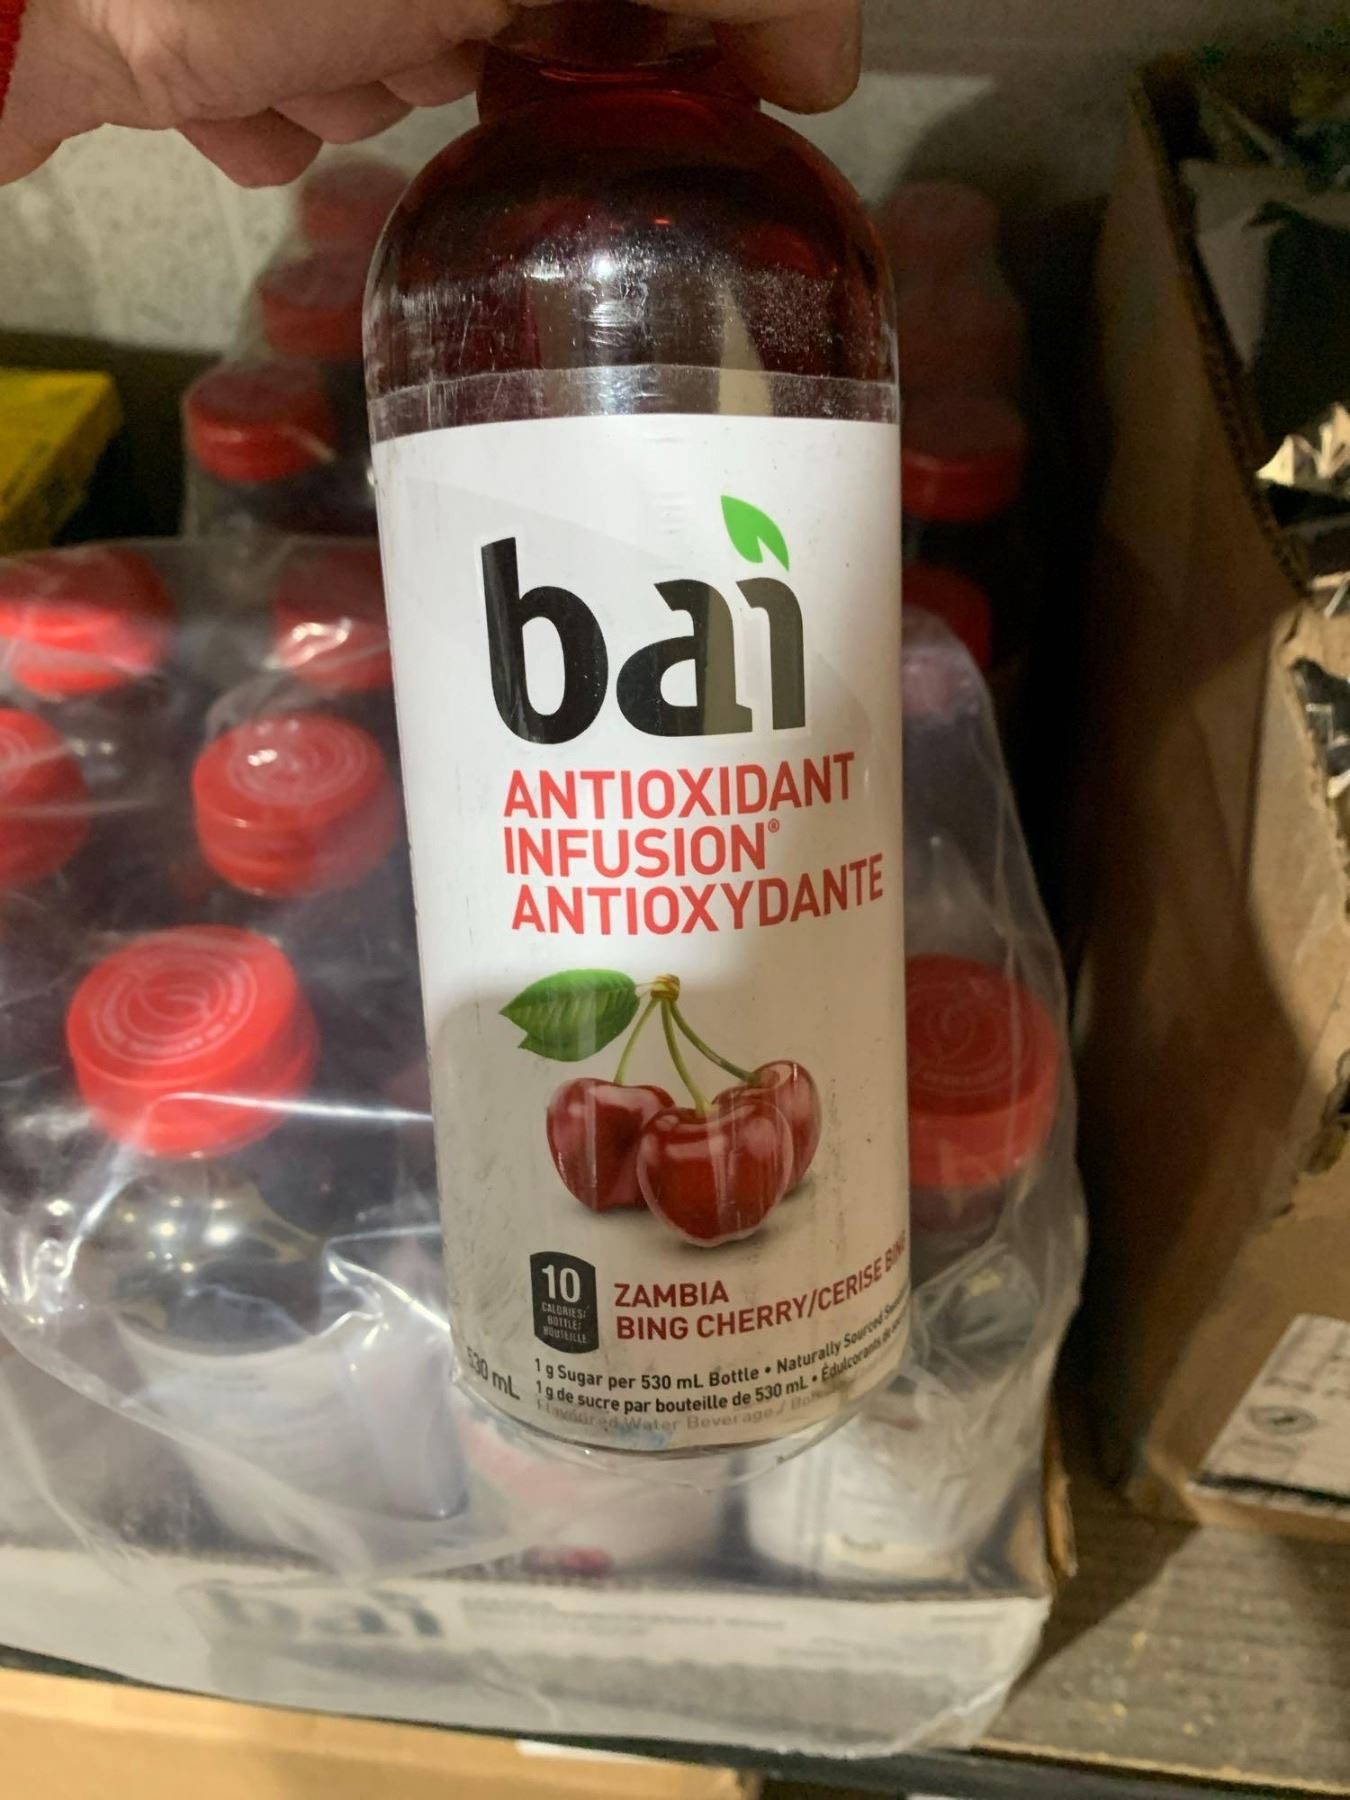 bai
ANTIOXIDANT
INFUSION®
ANTIOXYDANTE
10
CALORIES/
BOTTLE/
BOUTEILLE
ZAMBIA
BING CHERRY/CERISE BING
530 mL
1 g Sugar per 530 mL Bottle • Naturally Sourced
1 g de sucre par bouteille de 530 mL • Édulcorants de
Flavoured Water Beverage /
bai